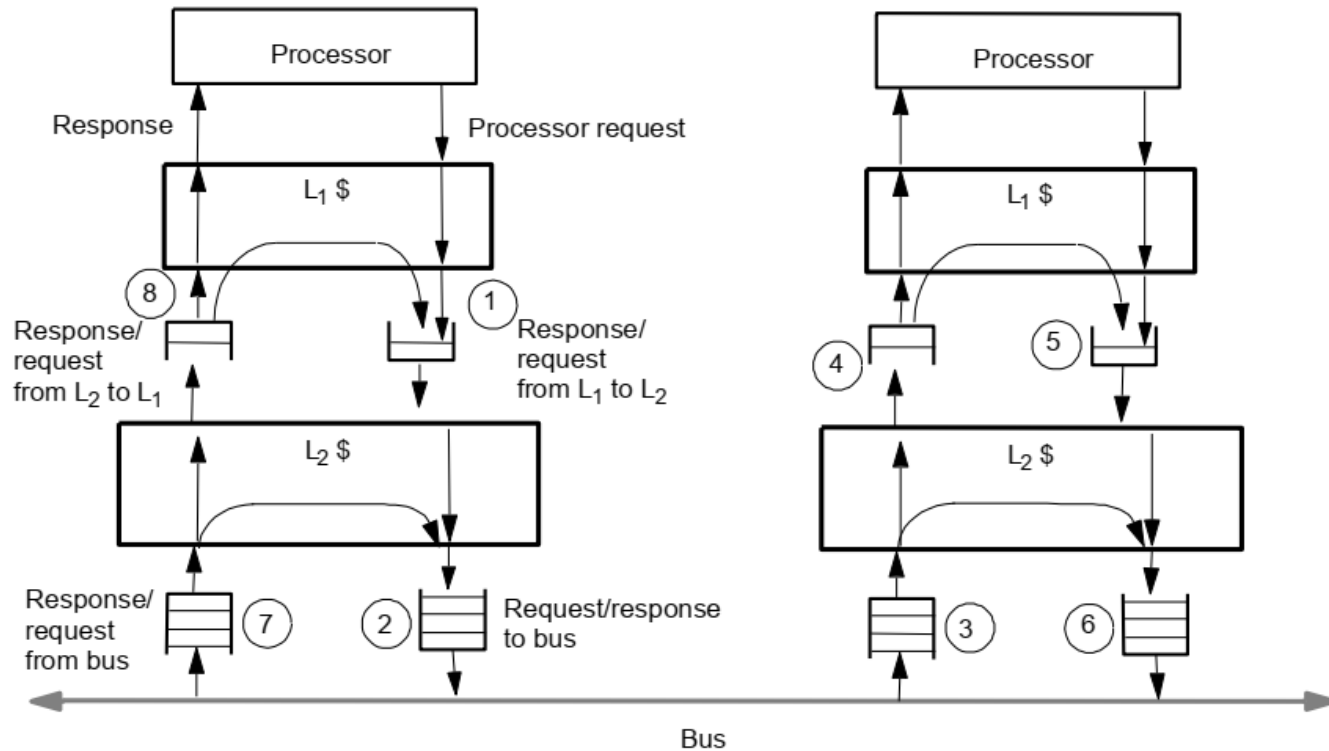 Processor
Processor
Response
Processor request
L1 $
L1 $
8
1
Response/
request
from L2 to L1
Response/
request
from L1 to L2
4
5
L2 $
L2 $
Response/
request
from bus
7
2
Request/response
to bus
3
6
Bus